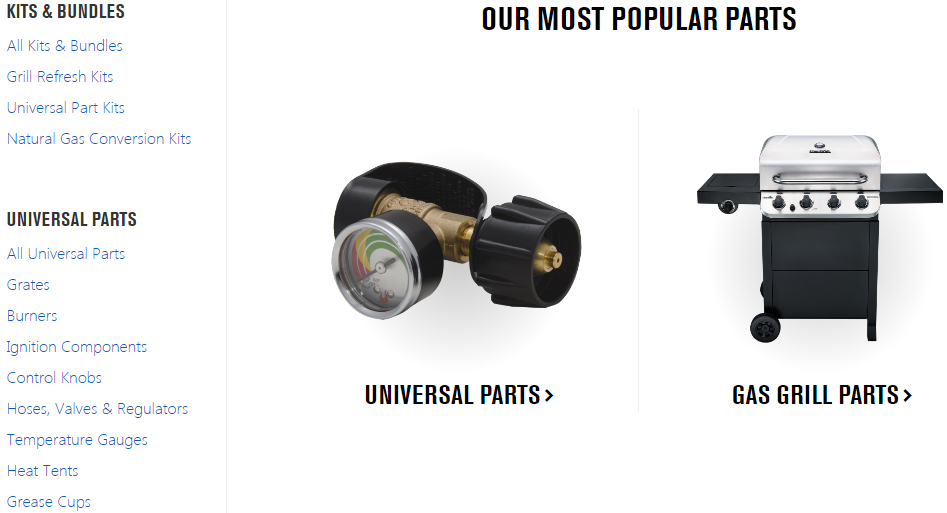 KITS & BUNDLES
All Kits & Bundles
Grill Refresh Kits
Universal Part Kits
Natural Gas Conversion Kits
UNIVERSAL PARTS
All Universal Parts
Grates
Burners
Ignition Components
Control Knobs
Hoses, Valves & Regulators
Temperature Gauges
Heat Tents
Grease Cups
OUR MOST POPULAR PARTS
UNIVERSAL PARTS >
GAS GRILL PARTS >